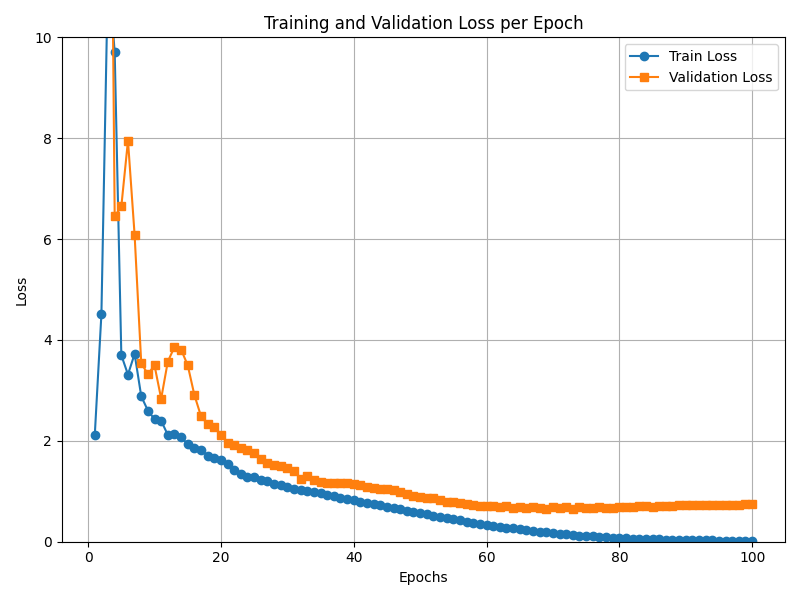 Training and Validation Loss per Epoch
Train Loss
Validation Loss
10
8
6
4
2
0
Loss
0 20 40 60 80 100
Epochs